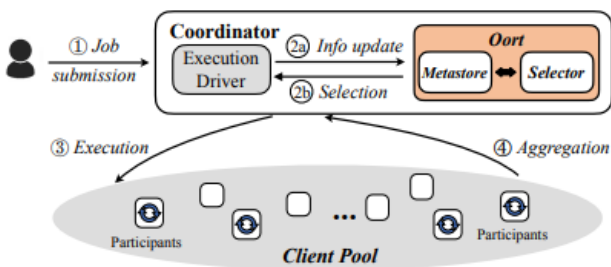 Coordinator
① Job
submission
Execution
Driver
2a Info update
2b Selection
Oort
Metastore
Selector
③ Execution
④ Aggregation
...
Participants
Participants
Client Pool